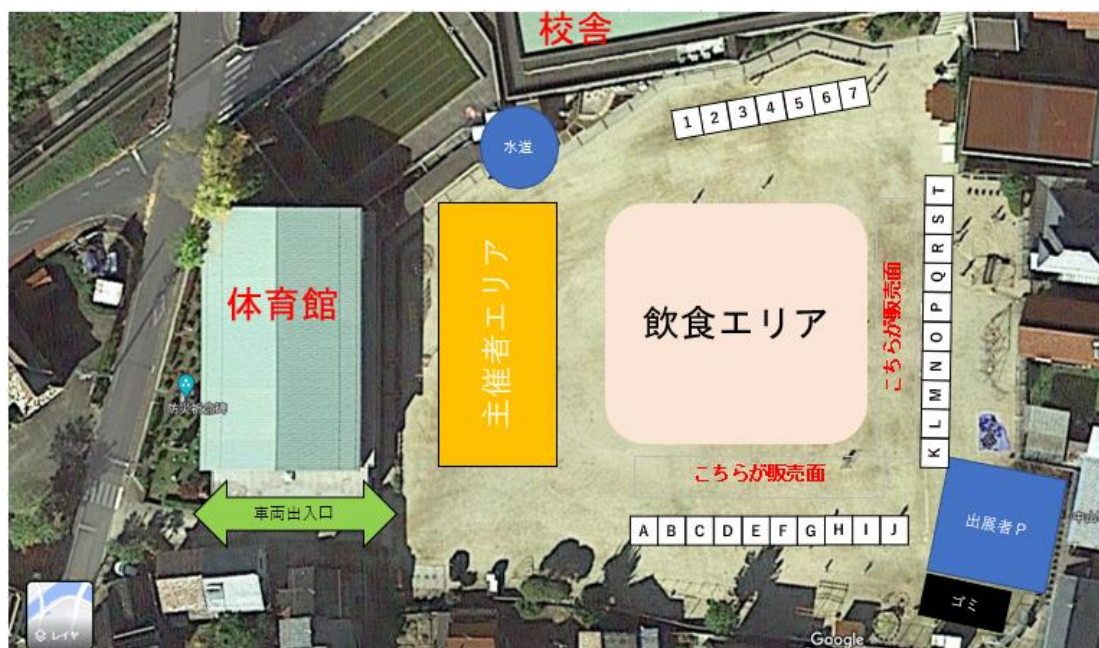 校舎
1 2 3 4 5 6 7
水道
主催者エリア
飲食エリア
体育館
こちらが販売面
K L M N O P Q R S T
こちらが販売面
車両出入口
A B C D E F G H I J
出展者P
ゴミ
レイヤ
Google